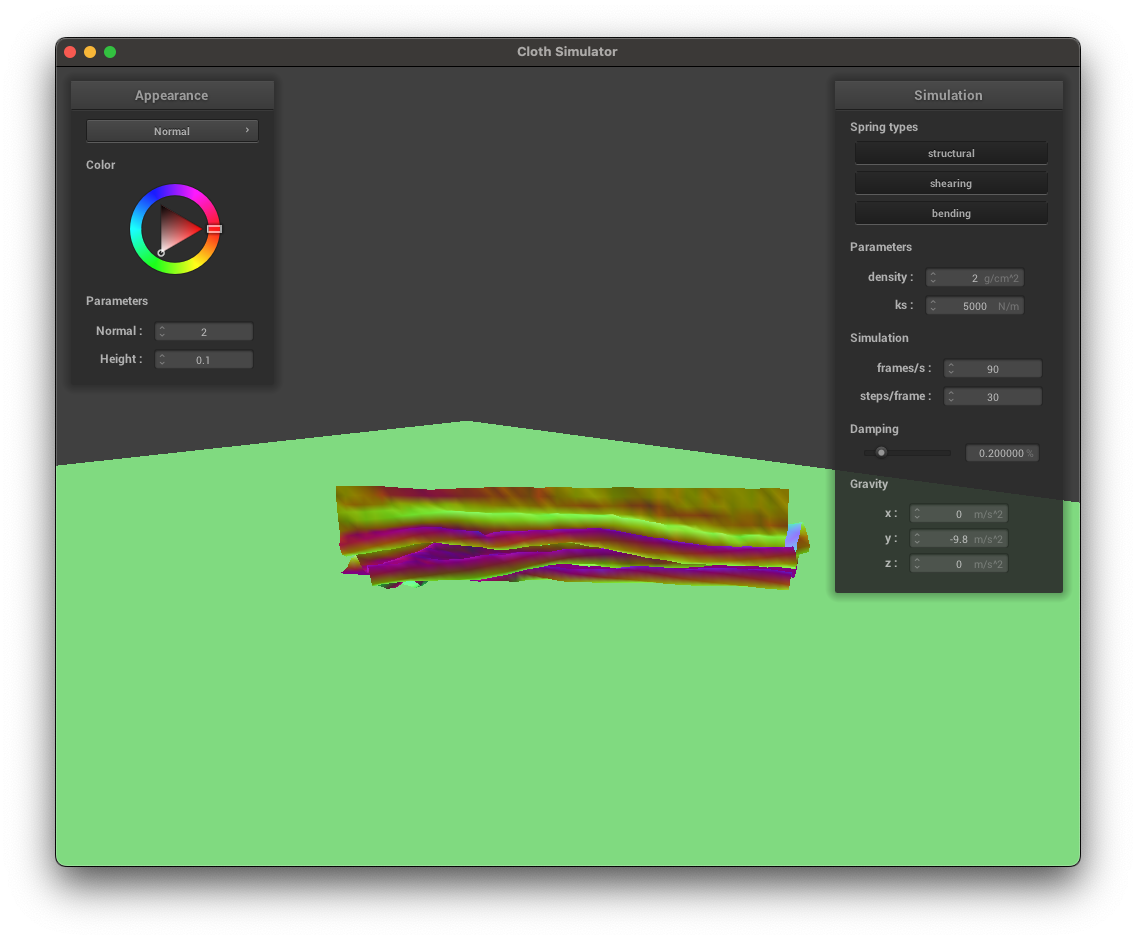 Cloth Simulator
Appearance
Normal ›
Color
Parameters
Normal : 2
Height : 0.1
Simulation
Spring types
structural
shearing
bending
Parameters
density : 2 g/cm^2
ks : 5000 N/m
Simulation
frames/s : 90
steps/frame : 30
Damping
0.200000 %
Gravity
x : 0 m/s^2
y : -9.8 m/s^2
z : 0 m/s^2